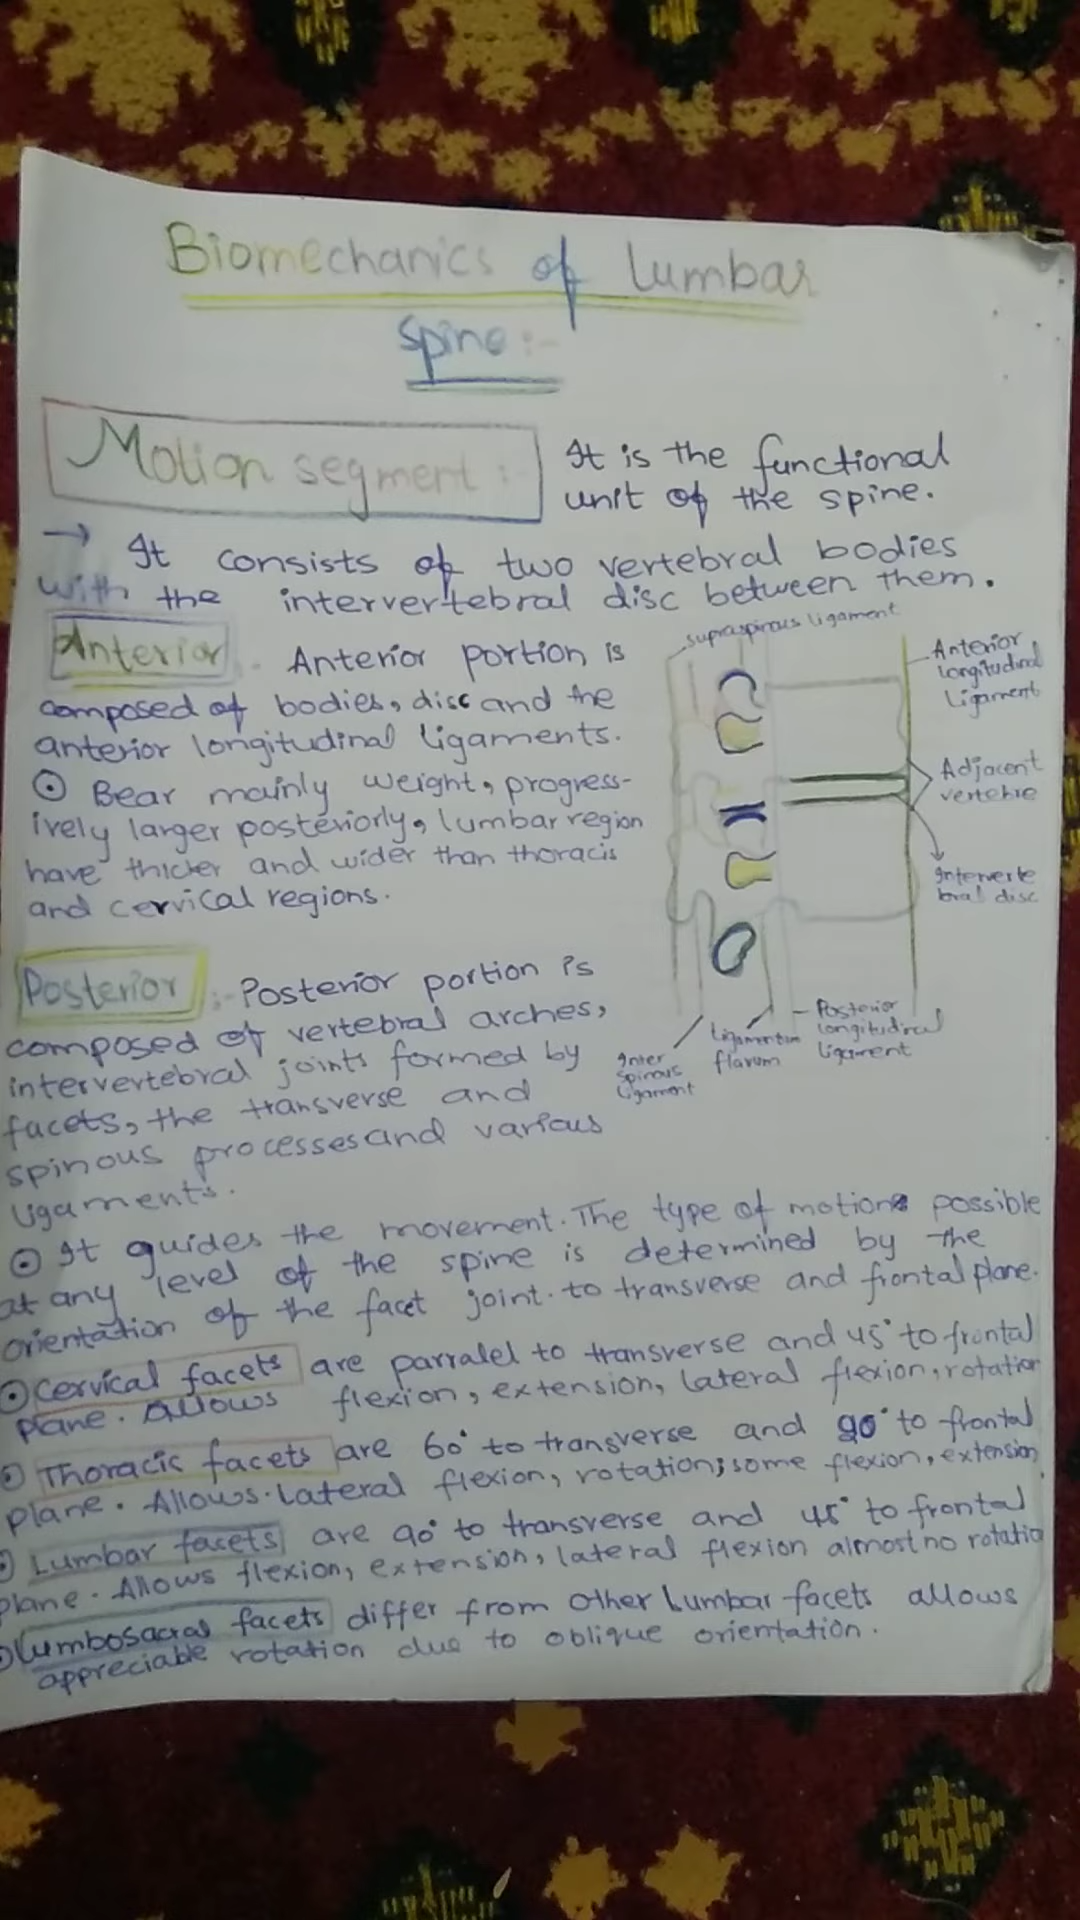 Biomechanics of lumbar
spine :-
Motion segment :-
It is the functional
unit of the spine.
→ It consists of two vertebral bodies
with the intervertebral disc between them.
Anterior :- Anterior portion is
composed of bodies, disc and the
anterior longitudinal ligaments.
⊙ Bear mainly weight, progress-
ively larger posteriorly, lumbar region
have thicker and wider than thoracis
and cervical regions.
supraspinous ligament
Anterior
longitudinal
Ligament
Adjacent
vertebre
Interverte
bral disc
Posterior
longitudinal
Ligament
Ligamentum
flavum
Inter
spinous
Ligament
Posterior :- Posterior portion is
composed of vertebral arches,
intervertebral joints formed by
facets, the transverse and
spinous processes and various
ligaments.
⊙ It guides the movement. The type of motion possible
at any level of the spine is determined by the
orientation of the facet joint. to transverse and frontal plane.
⊙ Cervical facets are parralel to transverse and 45° to frontal
plane. Allows flexion, extension, lateral flexion, rotation
⊙ Thoracic facets are 60° to transverse and 90° to frontal
plane. Allows. Lateral flexion, rotation; some flexion, extension
⊙ Lumbar facets are 90° to transverse and 45° to frontal
plane. Allows flexion, extension, lateral flexion almost no rotatio
⊙ Lumbosacral facets differ from other Lumbar facets allows
appreciable rotation due to oblique orientation.